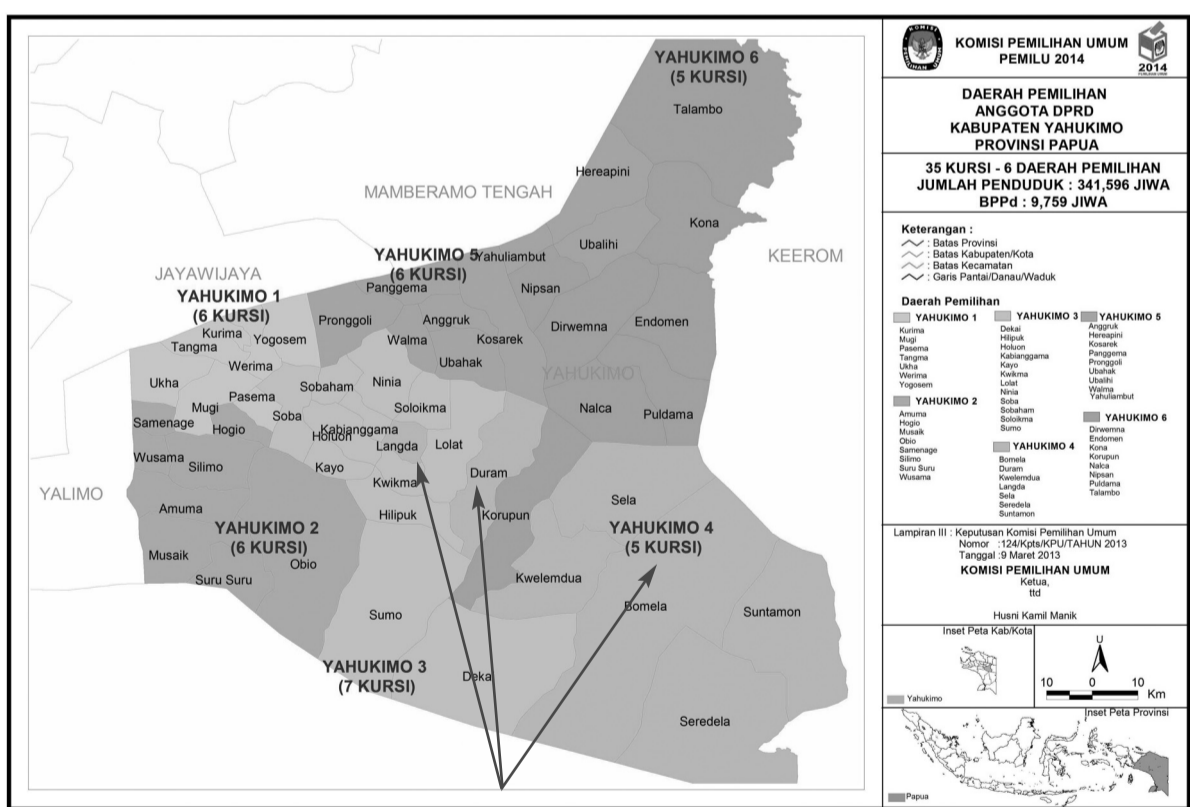 YAHUKIMO 6
(5 KURSI)
Talambo
Hereapini
MAMBERAMO TENGAH
Kona
Ubalihi
KEEROM
YAHUKIMO 5
(6 KURSI)
Yahuliambut
JAYAWIJAYA
Panggema
Nipsan
YAHUKIMO 1
(6 KURSI)
Pronggoli
Anggruk
Endomen
Dirwemna
Kurima
Yogosem
Tangma
Walma
Kosarek
Ubahak
Werima
YAHUKIMO
Ukha
Sobaham
Ninia
Pasema
Mugi
Soba
Soloikma
Nalca
Puldama
Samenage
Hogio
Kabianggama
Holuon
Langda
Lolat
Wusama
Silimo
Kayo
Duram
Kwikma
YALIMO
Sela
Amuma
Hilipuk
Korupun
YAHUKIMO 2
(6 KURSI)
YAHUKIMO 4
(5 KURSI)
Musaik
Obio
Suru Suru
Kwelemdua
Sumo
Bomela
Suntamon
YAHUKIMO 3
(7 KURSI)
Deka
Seredela
KOMISI PEMILIHAN UMUM
PEMILU 2014
KOMISI
PEMILIHAN UMUM
2014
DAERAH PEMILIHAN
ANGGOTA DPRD
KABUPATEN YAHUKIMO
PROVINSI PAPUA
35 KURSI - 6 DAERAH PEMILIHAN
JUMLAH PENDUDUK : 341,596 JIWA
BPPd : 9,759 JIWA
Keterangan :
: Batas Provinsi
: Batas Kabupaten/Kota
: Batas Kecamatan
: Garis Pantai/Danau/Waduk
Daerah Pemilihan
YAHUKIMO 1
Kurima
Mugi
Pasema
Tangma
Ukha
Werima
Yogosem
YAHUKIMO 2
Amuma
Hogio
Musaik
Obio
Samenage
Silimo
Suru Suru
Wusama
YAHUKIMO 3
Dekai
Hilipuk
Holuon
Kabianggama
Kayo
Kwikma
Lolat
Ninia
Soba
Sobaham
Soloikma
Sumo
YAHUKIMO 4
Bomela
Duram
Kwelemdua
Langda
Sela
Seredela
Suntamon
YAHUKIMO 5
Anggruk
Hereapini
Kosarek
Panggema
Pronggoli
Ubahak
Ubalihi
Walma
Yahuliambut
YAHUKIMO 6
Dirwemna
Endomen
Kona
Korupun
Nalca
Nipsan
Puldama
Talambo
Lampiran III : Keputusan Komisi Pemilihan Umum
Nomor :124/Kpts/KPU/TAHUN 2013
Tanggal :9 Maret 2013
KOMISI PEMILIHAN UMUM
Ketua,
ttd
Husni Kamil Manik
Inset Peta Kab/Kota
Yahukimo
U
10 0 10
Km
Inset Peta Provinsi
Papua